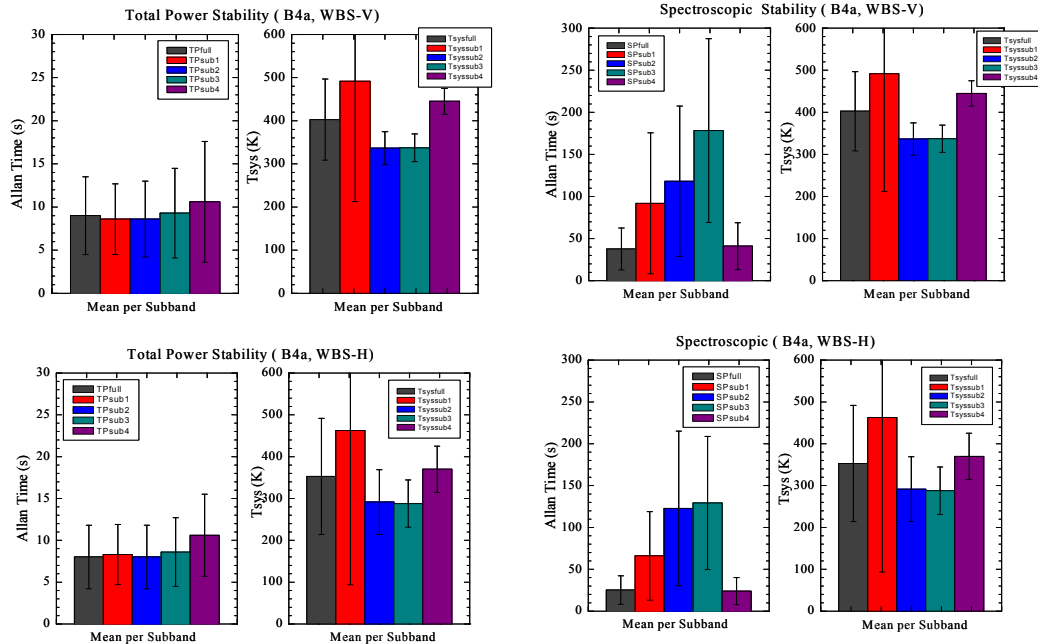 Total Power Stability ( B4a, WBS-V)
30
25
20
15
10
5
0
Allan Time (s)
TPfull
TPsub1
TPsub2
TPsub3
TPsub4
Mean per Subband
600
500
400
300
200
100
0
Tsys (K)
Tsysfull
Tsyssub1
Tsyssub2
Tsyssub3
Tsyssub4
Mean per Subband
Spectroscopic Stability ( B4a, WBS-V)
300
250
200
150
100
50
0
Allan Time (s)
SPfull
SPsub1
SPsub2
SPsub3
SPsub4
Mean per Subband
600
500
400
300
200
100
0
Tsys (K)
Tsysfull
Tsyssub1
Tsyssub2
Tsyssub3
Tsyssub4
Mean per Subband
Total Power Stability ( B4a, WBS-H)
30
25
20
15
10
5
0
Allan Time (s)
TPfull
TPsub1
TPsub2
TPsub3
TPsub4
Mean per Subband
600
500
400
300
200
100
0
Tsys (K)
Tsysfull
Tsyssub1
Tsyssub2
Tsyssub3
Tsyssub4
Mean per Subband
Spectroscopic ( B4a, WBS-H)
300
250
200
150
100
50
0
Allan Time (s)
SPfull
SPsub1
SPsub2
SPsub3
SPsub4
Mean per Subband
600
500
400
300
200
100
0
Tsys (K)
Tsysfull
Tsyssub1
Tsyssub2
Tsyssub3
Tsyssub4
Mean per Subband